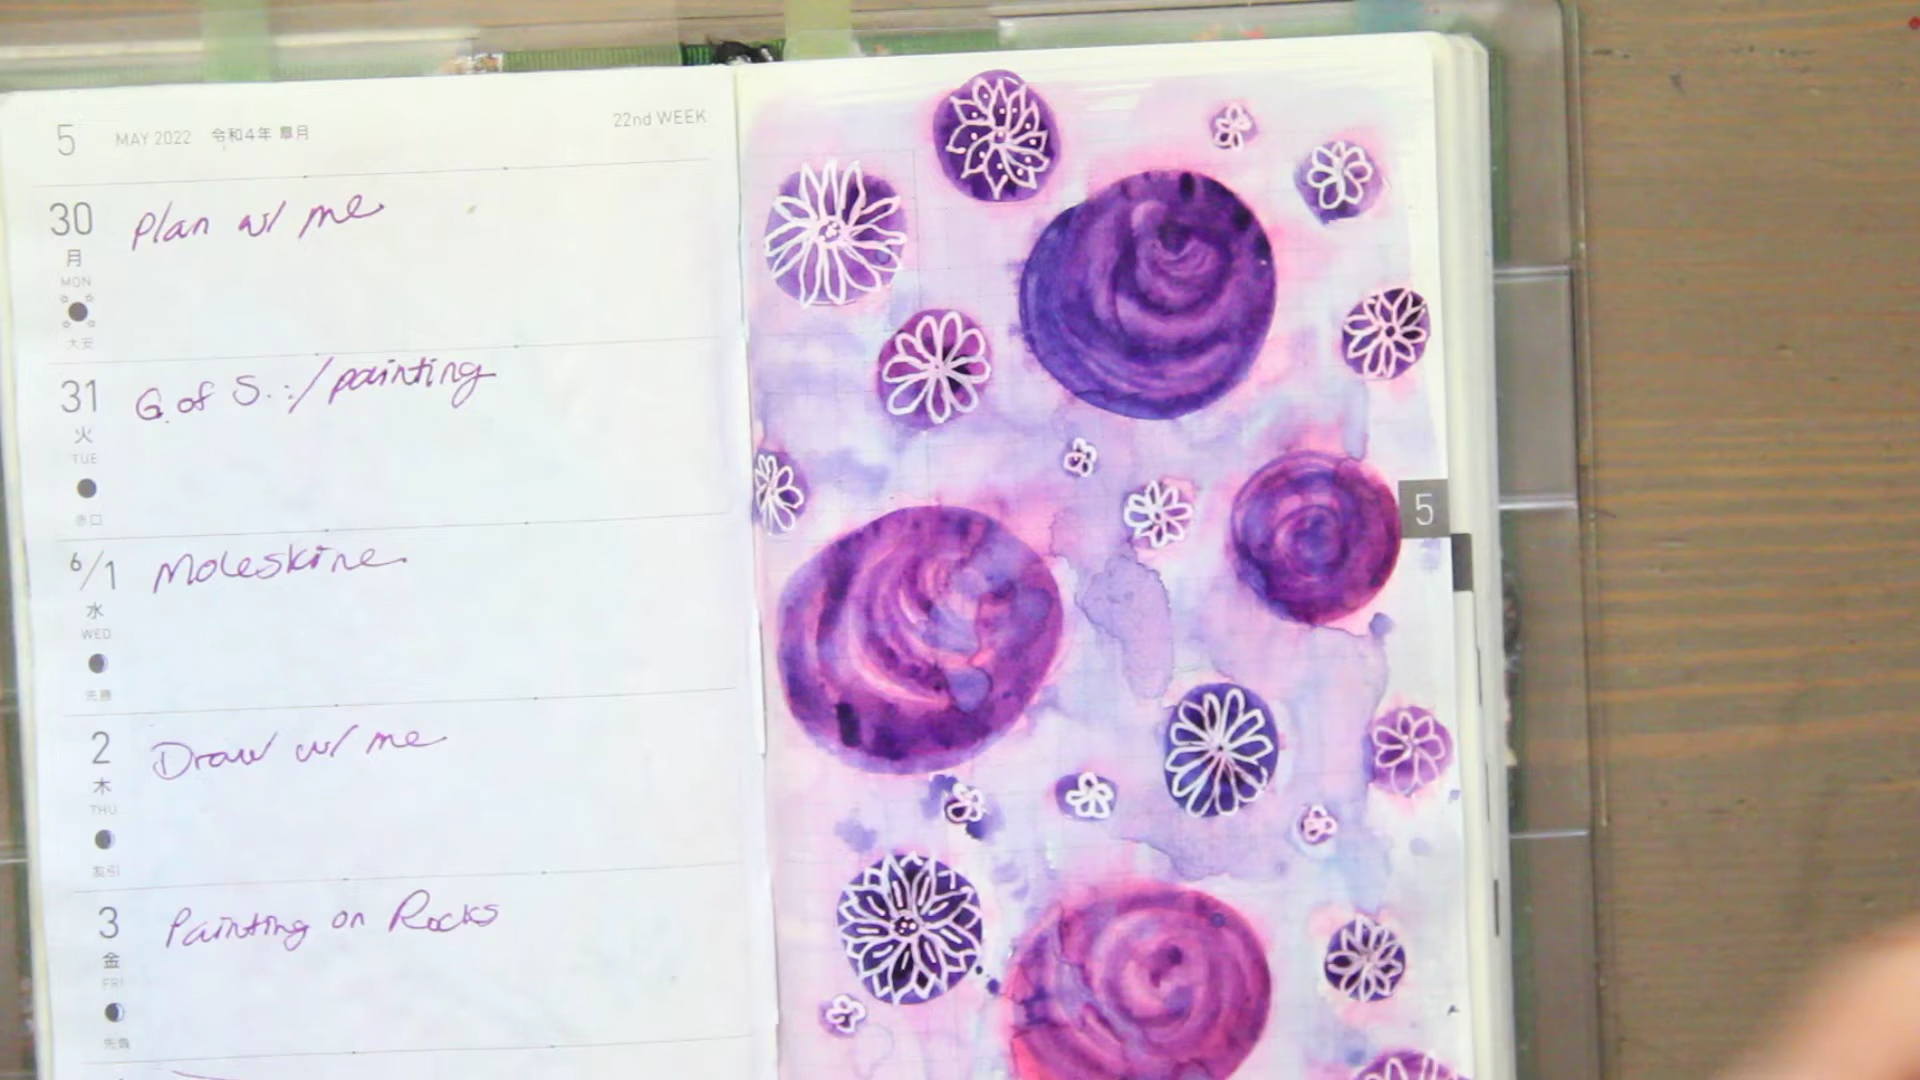 5 MAY 2022 令和4年 皐月 22nd WEEK
30 Plan w/ me
月
MON
大安
31 G. of S. :/ painting
火
TUE
赤口
6/1 Moleskine
水
WED
先勝
2 Draw w/ me
木
THU
友引
3 Painting on Rocks
金
FRI
先負
5